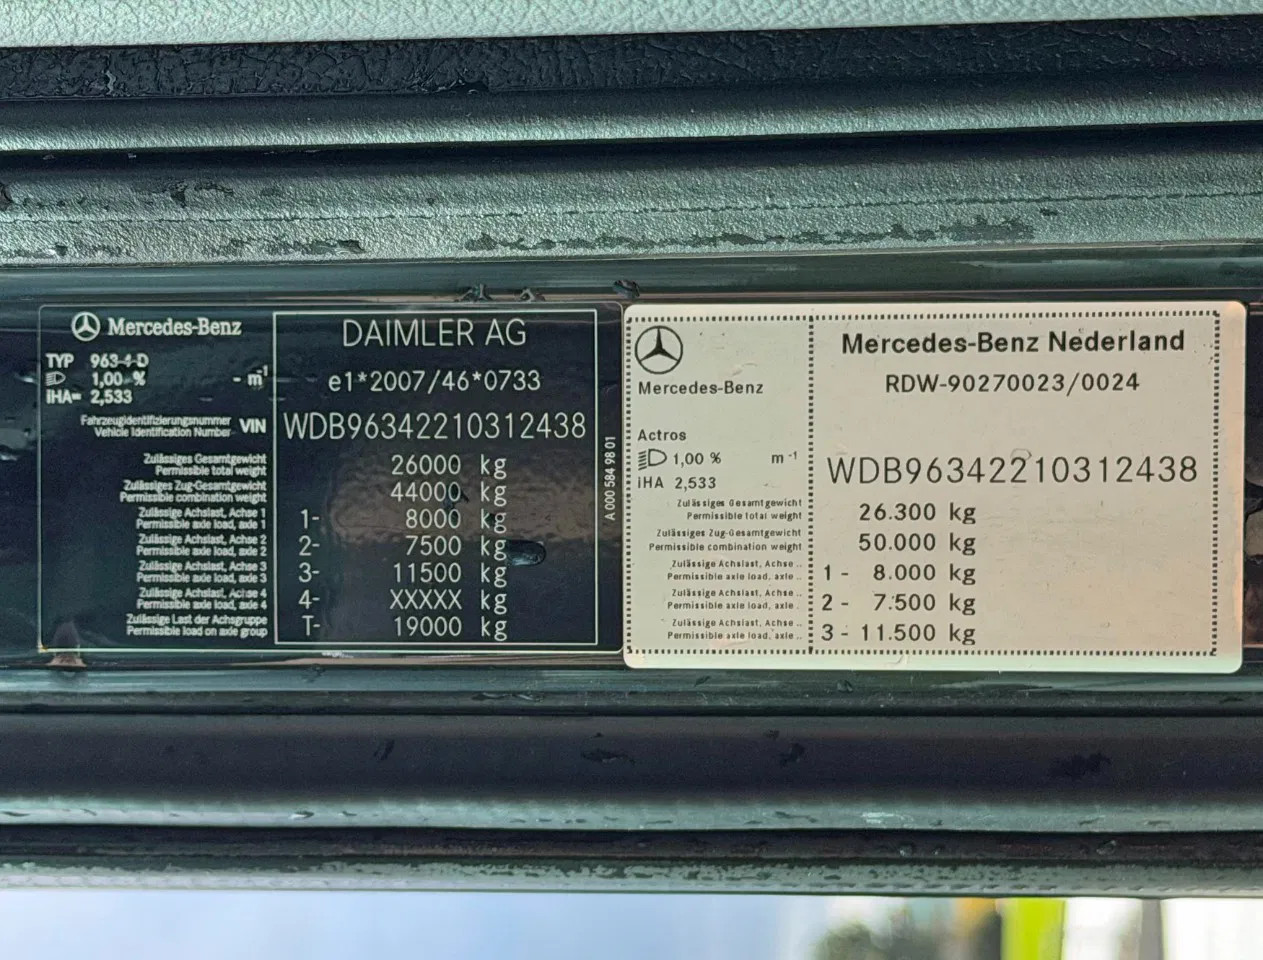 Mercedes-Benz
TYP 963-4-D
1,00 % - m-1
iHA= 2,533
Fahrzeugidentifizierungsnummer
Vehicle Identification Number VIN
Zulässiges Gesamtgewicht
Permissible total weight
Zulässiges Zug-Gesamtgewicht
Permissible combination weight
Zulässige Achslast, Achse 1
Permissible axle load, axle 1
Zulässige Achslast, Achse 2
Permissible axle load, axle 2
Zulässige Achslast, Achse 3
Permissible axle load, axle 3
Zulässige Achslast, Achse 4
Permissible axle load, axle 4
Zulässige Last der Achsgruppe
Permissible load on axle group
DAIMLER AG
e1*2007/46*0733
WDB96342210312438
26000 kg
44000 kg
1- 8000 kg
2- 7500 kg
3- 11500 kg
4- XXXXX kg
T- 19000 kg
A 000 584 98 01
Mercedes-Benz
Actros
1,00 % m-1
iHA 2,533
Zulässiges Gesamtgewicht
Permissible total weight
Zulässiges Zug-Gesamtgewicht
Permissible combination weight
Zulässige Achslast, Achse ..
Permissible axle load, axle ..
Zulässige Achslast, Achse ..
Permissible axle load, axle .
Zulässige Achslast, Achse ..
Permissible axle load, axle ..
Mercedes-Benz Nederland
RDW-90270023/0024
WDB96342210312438
26.300 kg
50.000 kg
1 - 8.000 kg
2 - 7.500 kg
3 - 11.500 kg